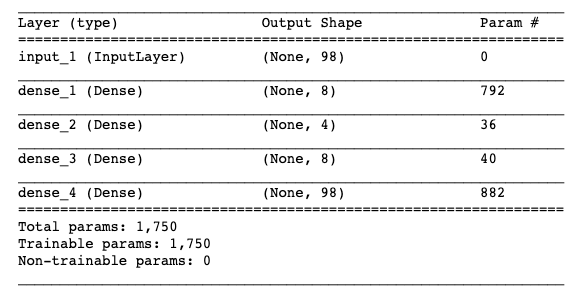 Layer (type) Output Shape Param #
input_1 (InputLayer) (None, 98) 0
dense_1 (Dense) (None, 8) 792
dense_2 (Dense) (None, 4) 36
dense_3 (Dense) (None, 8) 40
dense_4 (Dense) (None, 98) 882
Total params: 1,750
Trainable params: 1,750
Non-trainable params: 0